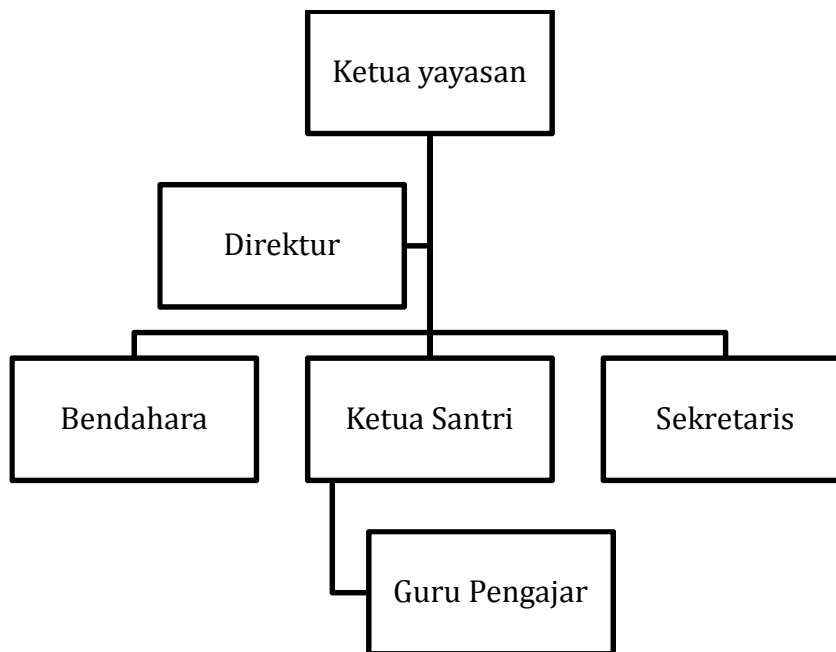 Ketua yayasan
Direktur
Bendahara
Ketua Santri
Sekretaris
Guru Pengajar